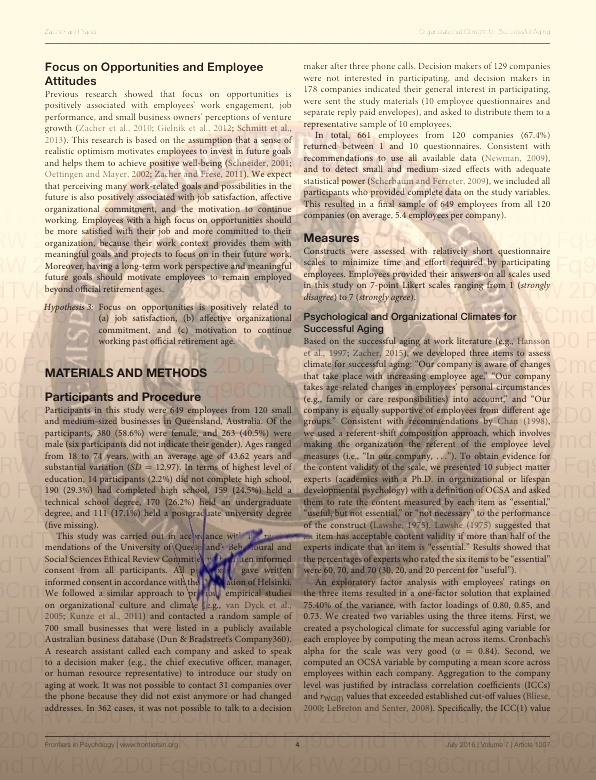 Zacher and Yang
Organizational Climate for Successful Aging
Focus on Opportunities and Employee
Attitudes
Previous research showed that focus on opportunities is
positively associated with employees' work engagement, job
performance, and small business owners' perceptions of venture
growth (Zacher et al., 2010; Gielnik et al., 2012; Schmitt et al.,
2013). This research is based on the assumption that a sense of
realistic optimism motivates employees to invest in future goals
and helps them to achieve positive well-being (Schneider, 2001;
Oettingen and Mayer, 2002; Zacher and Frese, 2011). We expect
that perceiving many work-related goals and possibilities in the
future is also positively associated with job satisfaction, affective
organizational commitment, and the motivation to continue
working. Employees with a high focus on opportunities should
be more satisfied with their job and more committed to their
organization, because their work context provides them with
meaningful goals and projects to focus on in their future work.
Moreover, having a long-term work perspective and meaningful
future goals should motivate employees to remain employed
beyond official retirement ages.
Hypothesis 3: Focus on opportunities is positively related to
(a) job satisfaction, (b) affective organizational
commitment, and (c) motivation to continue
working past official retirement age.
MATERIALS AND METHODS
Participants and Procedure
Participants in this study were 649 employees from 120 small
and medium-sized businesses in Queensland, Australia. Of the
participants, 380 (58.6%) were female, and 263 (40.5%) were
male (six participants did not indicate their gender). Ages ranged
from 18 to 74 years, with an average age of 43.62 years and
substantial variation (SD = 12.97). In terms of highest level of
education, 14 participants (2.2%) did not complete high school,
190 (29.3%) had completed high school, 159 (24.5%) held a
technical school degree, 170 (26.2%) held an undergraduate
degree, and 111 (17.1%) held a postgraduate university degree
(five missing).
This study was carried out in accordance with
mendations of the University of Queensland's behavioural and
Social Sciences Ethical Review Committee written informed
consent from all participants. All gave written
informed consent in accordance with the Declaration of Helsinki.
We followed a similar approach to empirical studies
on organizational culture and climate (e.g., van Dyck et al.,
2005; Kunze et al., 2011) and contacted a random sample of
700 small businesses that were listed in a publicly available
Australian business database (Dun & Bradstreet's Company360).
A research assistant called each company and asked to speak
to a decision maker (e.g., the chief executive officer, manager,
or human resource representative) to introduce our study on
aging at work. It was not possible to contact 31 companies over
the phone because they did not exist anymore or had changed
addresses. In 362 cases, it was not possible to talk to a decision
maker after three phone calls. Decision makers of 129 companies
were not interested in participating, and decision makers in
178 companies indicated their general interest in participating,
were sent the study materials (10 employee questionnaires and
separate reply paid envelopes), and asked to distribute them to a
representative sample of 10 employees.
In total, 661 employees from 120 companies (67.4%)
returned between 1 and 10 questionnaires. Consistent with
recommendations to use all available data (Newman, 2009),
and to detect small and medium-sized effects with adequate
statistical power (Scherbaum and Ferreter, 2009), we included all
participants who provided complete data on the study variables.
This resulted in a final sample of 649 employees from all 120
companies (on average, 5.4 employees per company).
Measures
Constructs were assessed with relatively short questionnaire
scales to minimize time and effort required by participating
employees. Employees provided their answers on all scales used
in this study on 7-point Likert scales ranging from 1 (strongly
disagree) to 7 (strongly agree).
Psychological and Organizational Climates for
Successful Aging
Based on the successful aging at work literature (e.g., Hansson
et al., 1997; Zacher, 2015), we developed three items to assess
climate for successful aging: "Our company is aware of changes
that take place with increasing employee age," "Our company
takes age-related changes in employees' personal circumstances
(e.g., family or care responsibilities) into account," and "Our
company is equally supportive of employees from different age
groups." Consistent with recommendations by Chan (1998),
we used a referent-shift composition approach, which involves
making the organization the referent of the employee level
measures (i.e., "In our company, …"). To obtain evidence for
the content validity of the scale, we presented 10 subject matter
experts (academics with a Ph.D. in organizational or lifespan
developmental psychology) with a definition of OCSA and asked
them to rate the content measured by each item as "essential,"
"useful, but not essential," or "not necessary" to the performance
of the construct (Lawshe, 1975). Lawshe (1975) suggested that
an item has acceptable content validity if more than half of the
experts indicate that an item is "essential." Results showed that
the percentages of experts who rated the six items to be "essential"
were 60, 70, and 70 (30, 20, and 20 percent for "useful").
An exploratory factor analysis with employees' ratings on
the three items resulted in a one-factor solution that explained
75.40% of the variance, with factor loadings of 0.80, 0.85, and
0.73. We created two variables using the three items. First, we
created a psychological climate for successful aging variable for
each employee by computing the mean across items. Cronbach's
alpha for the scale was very good (α = 0.84). Second, we
computed an OCSA variable by computing a mean score across
employees within each company. Aggregation to the company
level was justified by intraclass correlation coefficients (ICCs)
and rWG(J) values that exceeded established cut-off values (Bliese,
2000; LeBreton and Senter, 2008). Specifically, the ICC(1) value
Frontiers in Psychology | www.frontiersin.org
4
July 2016 | Volume 7 | Article 1007